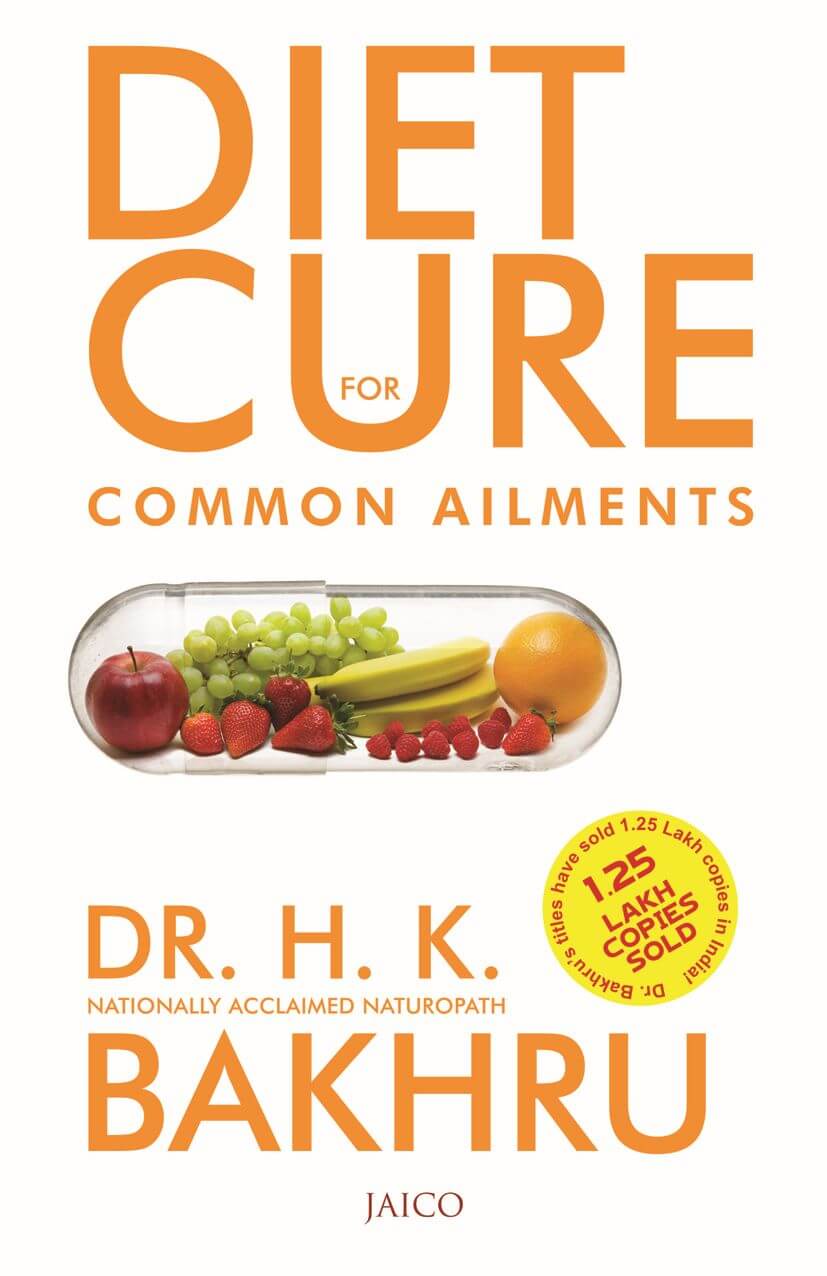 DIET
CURE
FOR
COMMON AILMENTS
Dr. Bakhru's titles have sold 1.25 Lakh copies in India!
1.25
LAKH
COPIES
SOLD
DR. H. K.
NATIONALLY ACCLAIMED NATUROPATH
BAKHRU
JAICO